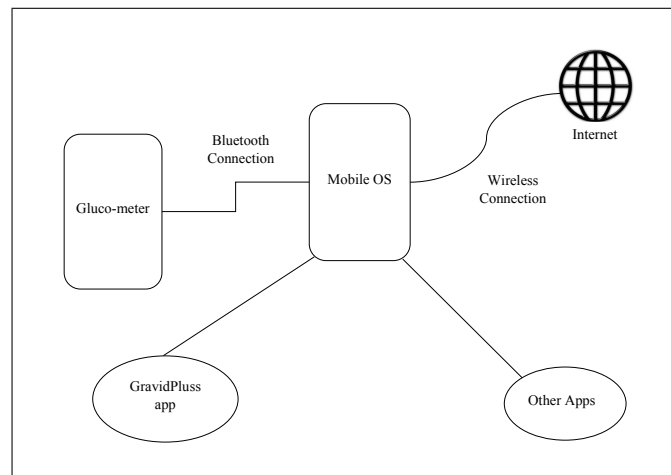 Bluetooth
Connection
Internet
Gluco-meter
Mobile OS
Wireless
Connection
GravidPluss
app
Other Apps